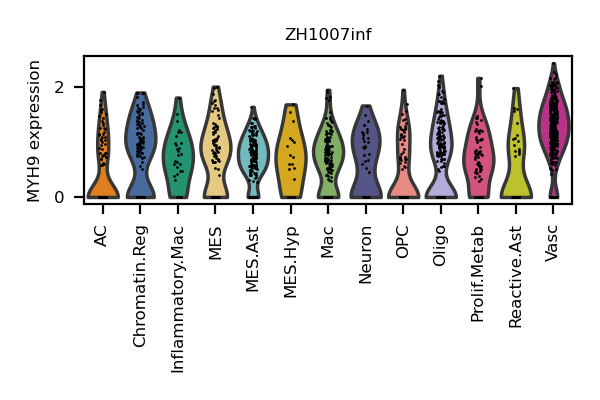 ZH1007inf
MYH9 expression
2
0
AC
Chromatin.Reg
Inflammatory.Mac
MES
MES.Ast
MES.Hyp
Mac
Neuron
OPC
Oligo
Prolif.Metab
Reactive.Ast
Vasc